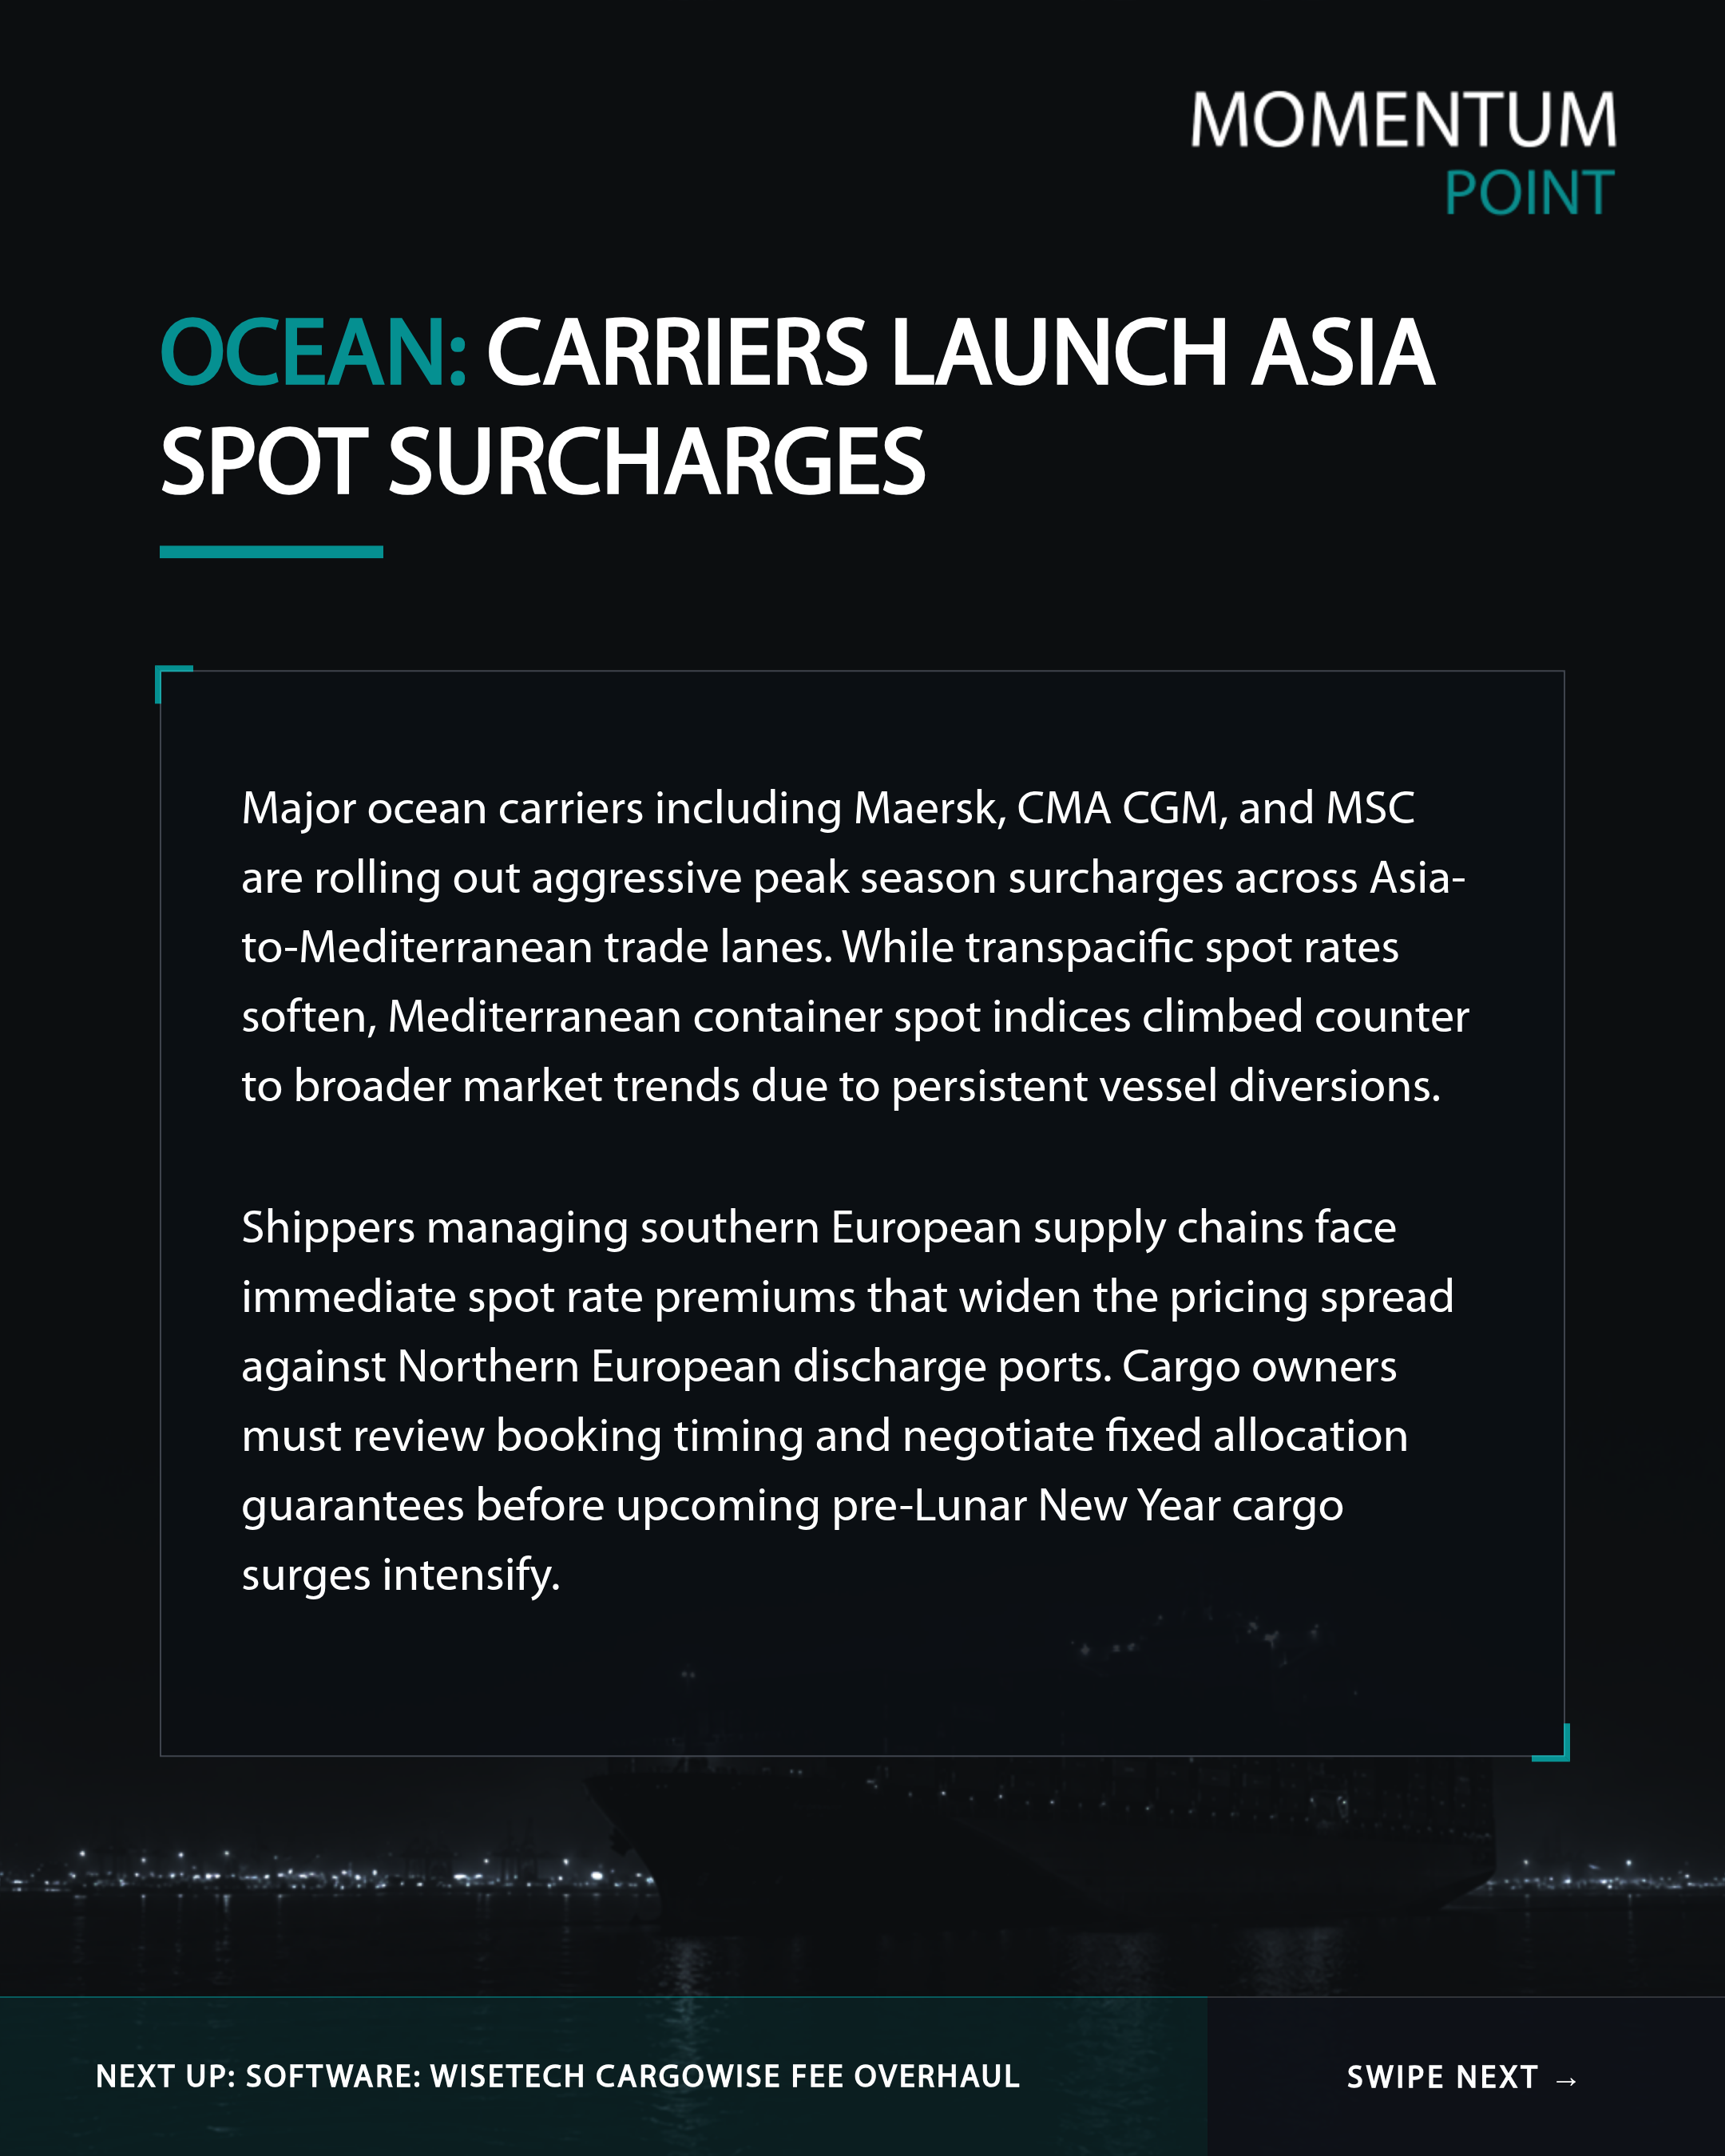 MOMENTUM
POINT
OCEAN: CARRIERS LAUNCH ASIA
SPOT SURCHARGES
Major ocean carriers including Maersk, CMA CGM, and MSC
are rolling out aggressive peak season surcharges across Asia-
to-Mediterranean trade lanes. While transpacific spot rates
soften, Mediterranean container spot indices climbed counter
to broader market trends due to persistent vessel diversions.
Shippers managing southern European supply chains face
immediate spot rate premiums that widen the pricing spread
against Northern European discharge ports. Cargo owners
must review booking timing and negotiate fixed allocation
guarantees before upcoming pre-Lunar New Year cargo
surges intensify.
NEXT UP: SOFTWARE: WISETECH CARGOWISE FEE OVERHAUL
SWIPE NEXT →